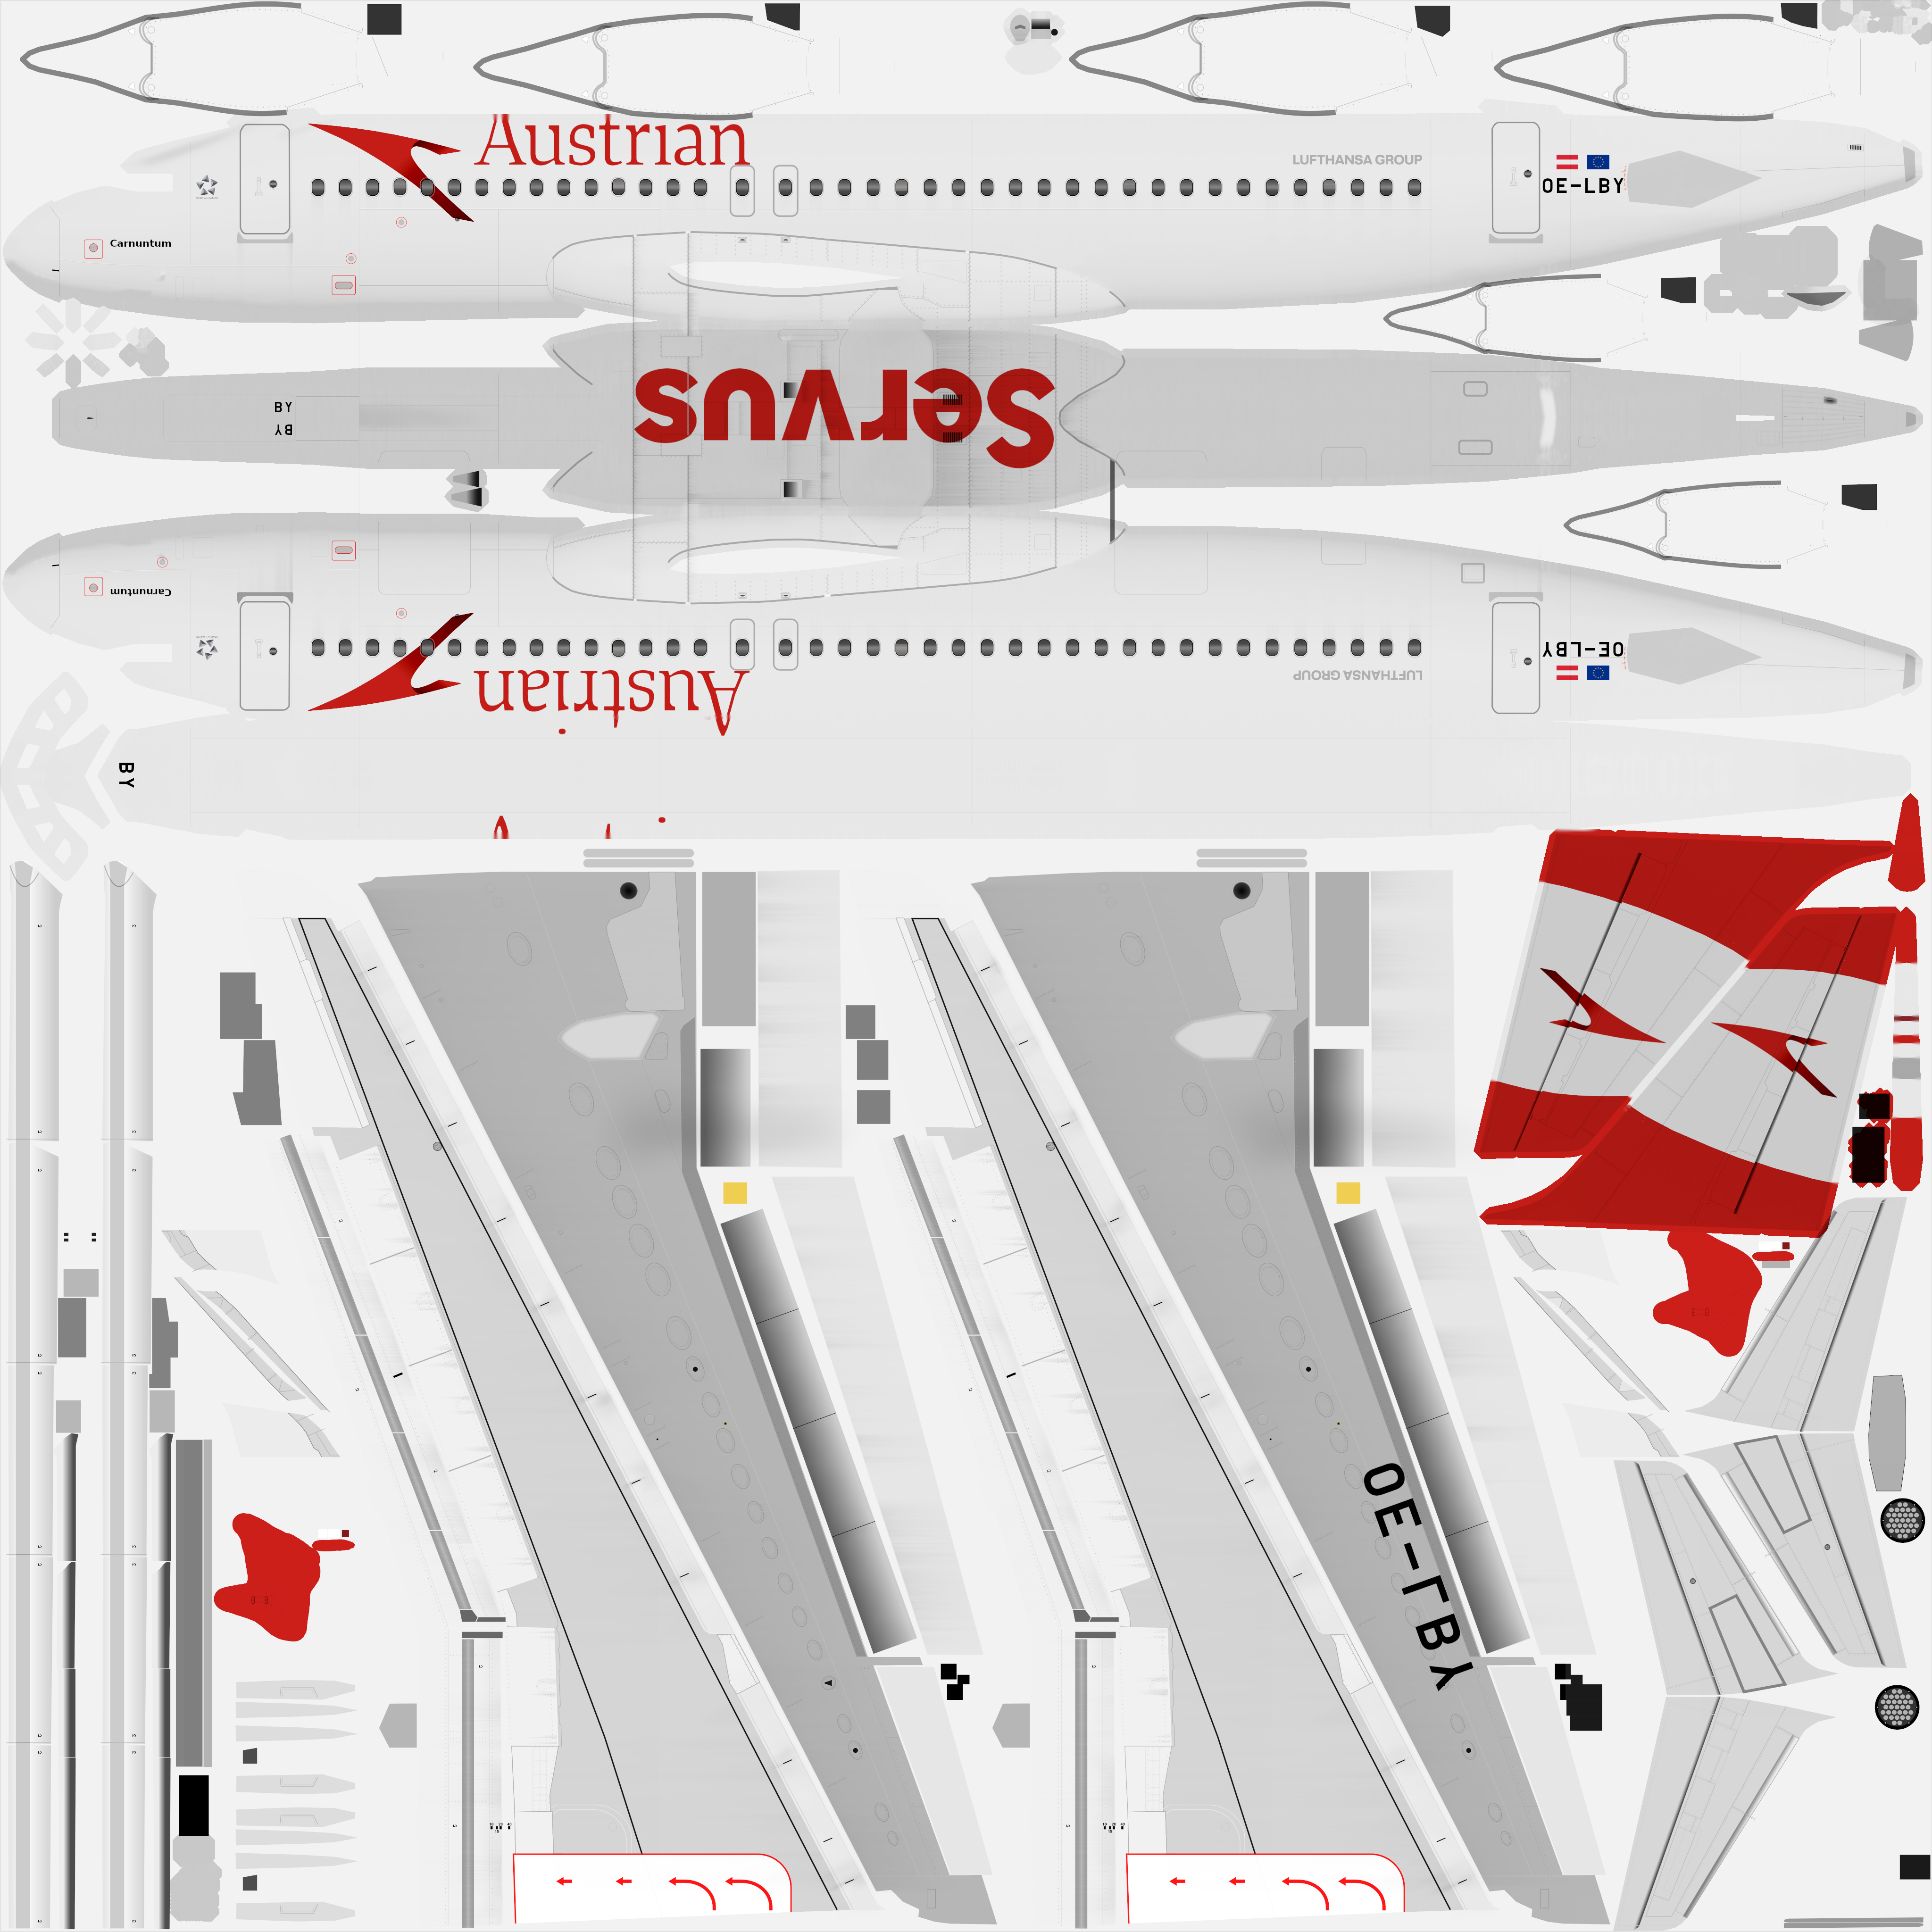 Austrian
LUFTHANSA GROUP
OE-LBY
Carnuntum
BY
BY
Servus
Carnuntum
OE-LBY
Austrian
LUFTHANSA GROUP
BY
OE-LBY